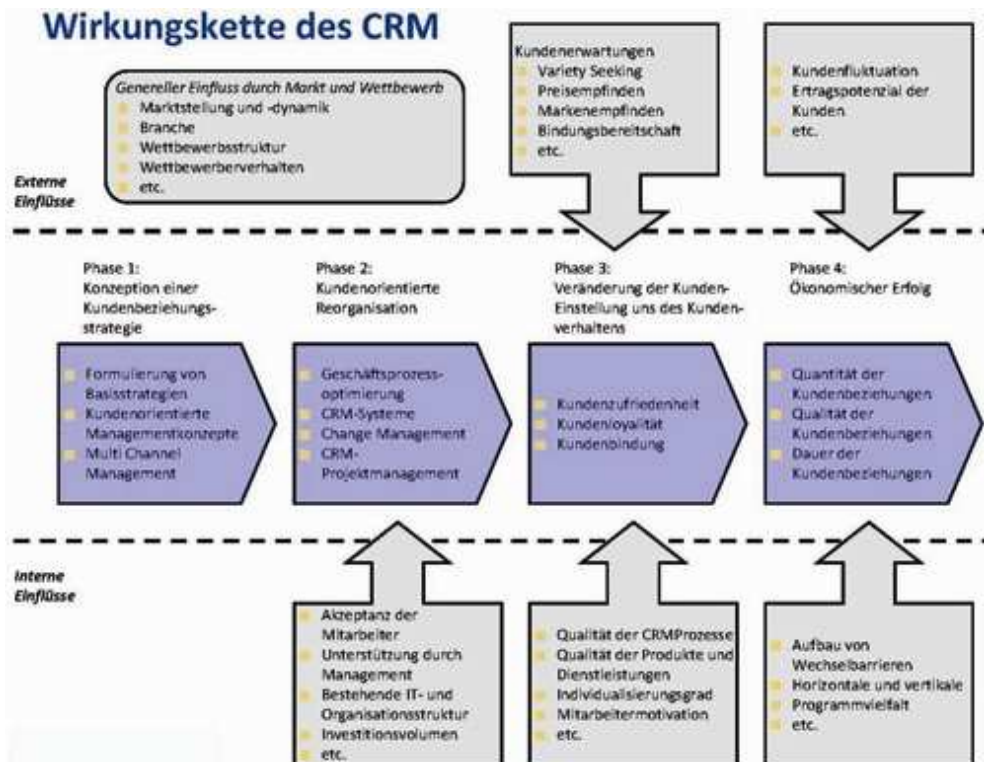 Wirkungskette des CRM
Genereller Einfluss durch Markt und Wettbewerb
Marktstellung und -dynamik
Branche
Wettbewerbsstruktur
Wettbewerberverhalten
etc.
Kundenerwartungen
Variety Seeking
Preisempfinden
Markenempfinden
Bindungsbereitschaft
etc.
Kundenfluktuation
Ertragspotenzial der
Kunden
etc.
Externe
Einflüsse
Phase 1:
Konzeption einer
Kundenbeziehungs-
strategie
Phase 2:
Kundenorientierte
Reorganisation
Phase 3:
Veränderung der Kunden-
Einstellung uns des Kunden-
verhaltens
Phase 4:
Ökonomischer Erfolg
Formulierung von
Basisstrategien
Kundenorientierte
Managementkonzepte
Multi Channel
Management
Geschäftsprozess-
optimierung
CRM-Systeme
Change Management
CRM-
Projektmanagement
Kundenzufriedenheit
Kundenloyalität
Kundenbindung
Quantität der
Kundenbeziehungen
Qualität der
Kundenbeziehungen
Dauer der
Kundenbeziehungen
Interne
Einflüsse
Akzeptanz der
Mitarbeiter
Unterstützung durch
Management
Bestehende IT- und
Organisationsstruktur
Investitionsvolumen
etc.
Qualität der CRMProzesse
Qualität der Produkte und
Dienstleistungen
Individualisierungsgrad
Mitarbeitermotivation
etc.
Aufbau von
Wechselbarrieren
Horizontale und vertikale
Programmvielfalt
etc.